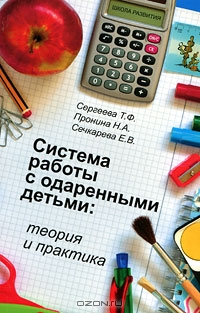 ШКОЛА РАЗВИТИЯ
Сергеева Т.Ф.
Пронина Н.А.
Сечкарева Е.В.
Система
работы
с одаренными
детьми:
теория
и практика
OZON.ru